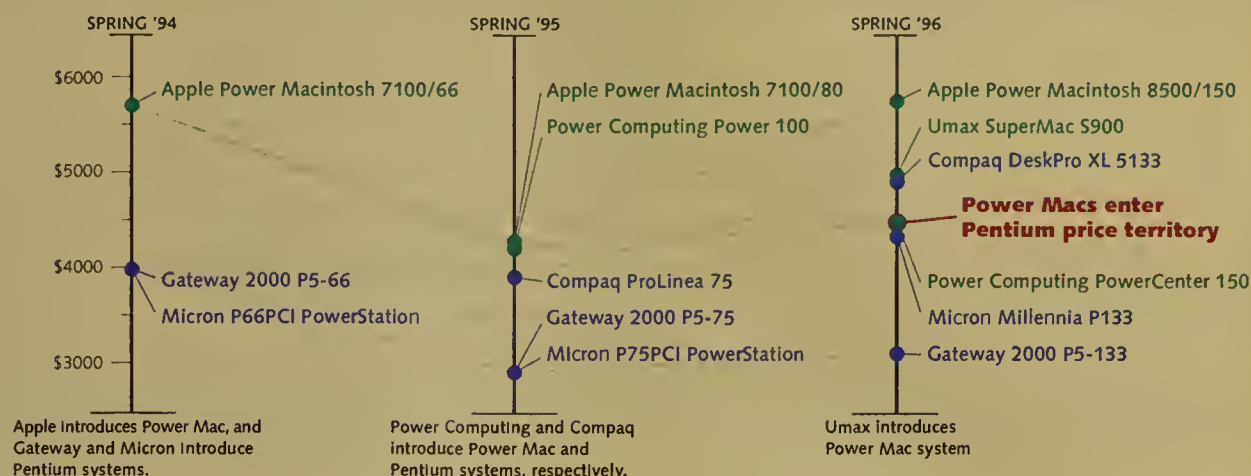 SPRING '94
$6000
$5000
$4000
$3000
Apple Power Macintosh 7100/66
Gateway 2000 P5-66
Micron P66PCI PowerStation
Apple introduces Power Mac, and
Gateway and Micron introduce
Pentium systems.
SPRING '95
Apple Power Macintosh 7100/80
Power Computing Power 100
Compaq ProLinea 75
Gateway 2000 P5-75
Micron P75PCI PowerStation
Power Computing and Compaq
introduce Power Mac and
Pentium systems, respectively.
SPRING '96
Apple Power Macintosh 8500/150
Umax SuperMac S900
Compaq DeskPro XL 5133
Power Macs enter
Pentium price territory
Power Computing PowerCenter 150
Micron Millennia P133
Gateway 2000 P5-133
Umax introduces
Power Mac system